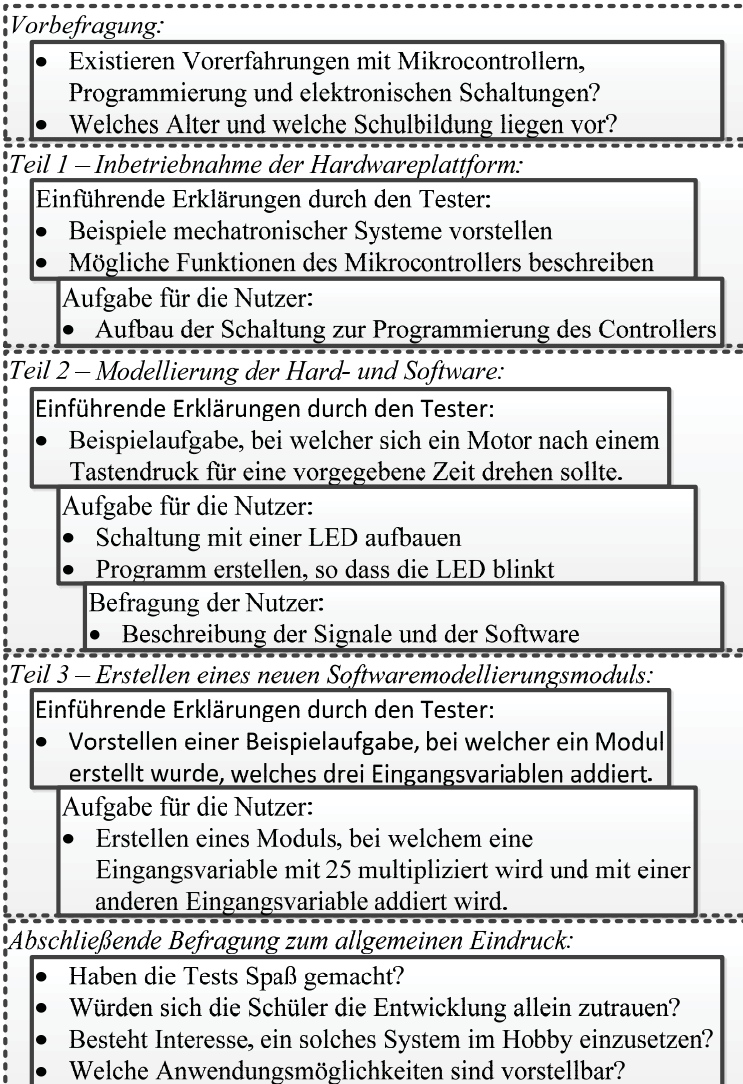 Vorbefragung:
• Existieren Vorerfahrungen mit Mikrocontrollern,
Programmierung und elektronischen Schaltungen?
• Welches Alter und welche Schulbildung liegen vor?
Teil 1 – Inbetriebnahme der Hardwareplattform:
Einführende Erklärungen durch den Tester:
• Beispiele mechatronischer Systeme vorstellen
• Mögliche Funktionen des Mikrocontrollers beschreiben
Aufgabe für die Nutzer:
• Aufbau der Schaltung zur Programmierung des Controllers
Teil 2 – Modellierung der Hard- und Software:
Einführende Erklärungen durch den Tester:
• Beispielaufgabe, bei welcher sich ein Motor nach einem
Tastendruck für eine vorgegebene Zeit drehen sollte.
Aufgabe für die Nutzer:
• Schaltung mit einer LED aufbauen
• Programm erstellen, so dass die LED blinkt
Befragung der Nutzer:
• Beschreibung der Signale und der Software
Teil 3 – Erstellen eines neuen Softwaremodellierungsmoduls:
Einführende Erklärungen durch den Tester:
• Vorstellen einer Beispielaufgabe, bei welcher ein Modul
erstellt wurde, welches drei Eingangsvariablen addiert.
Aufgabe für die Nutzer:
• Erstellen eines Moduls, bei welchem eine
Eingangsvariable mit 25 multipliziert wird und mit einer
anderen Eingangsvariable addiert wird.
Abschließende Befragung zum allgemeinen Eindruck:
• Haben die Tests Spaß gemacht?
• Würden sich die Schüler die Entwicklung allein zutrauen?
• Besteht Interesse, ein solches System im Hobby einzusetzen?
• Welche Anwendungsmöglichkeiten sind vorstellbar?